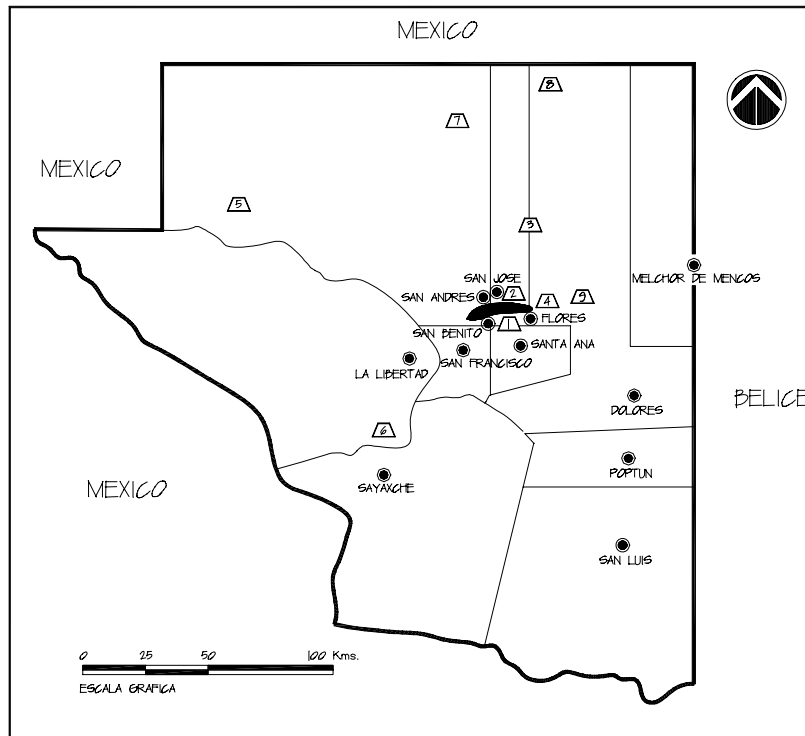 MEXICO
8
7
MEXICO
5
3
MELCHOR DE MENCOS
SAN JOSE
SAN ANDRES
2
4
9
FLORES
SAN BENITO
1
SANTA ANA
SAN FRANCISCO
LA LIBERTAD
BELICE
DOLORES
6
POPTUN
MEXICO
SAYAXCHE
SAN LUIS
0 25 50 100 Kms.
ESCALA GRAFICA